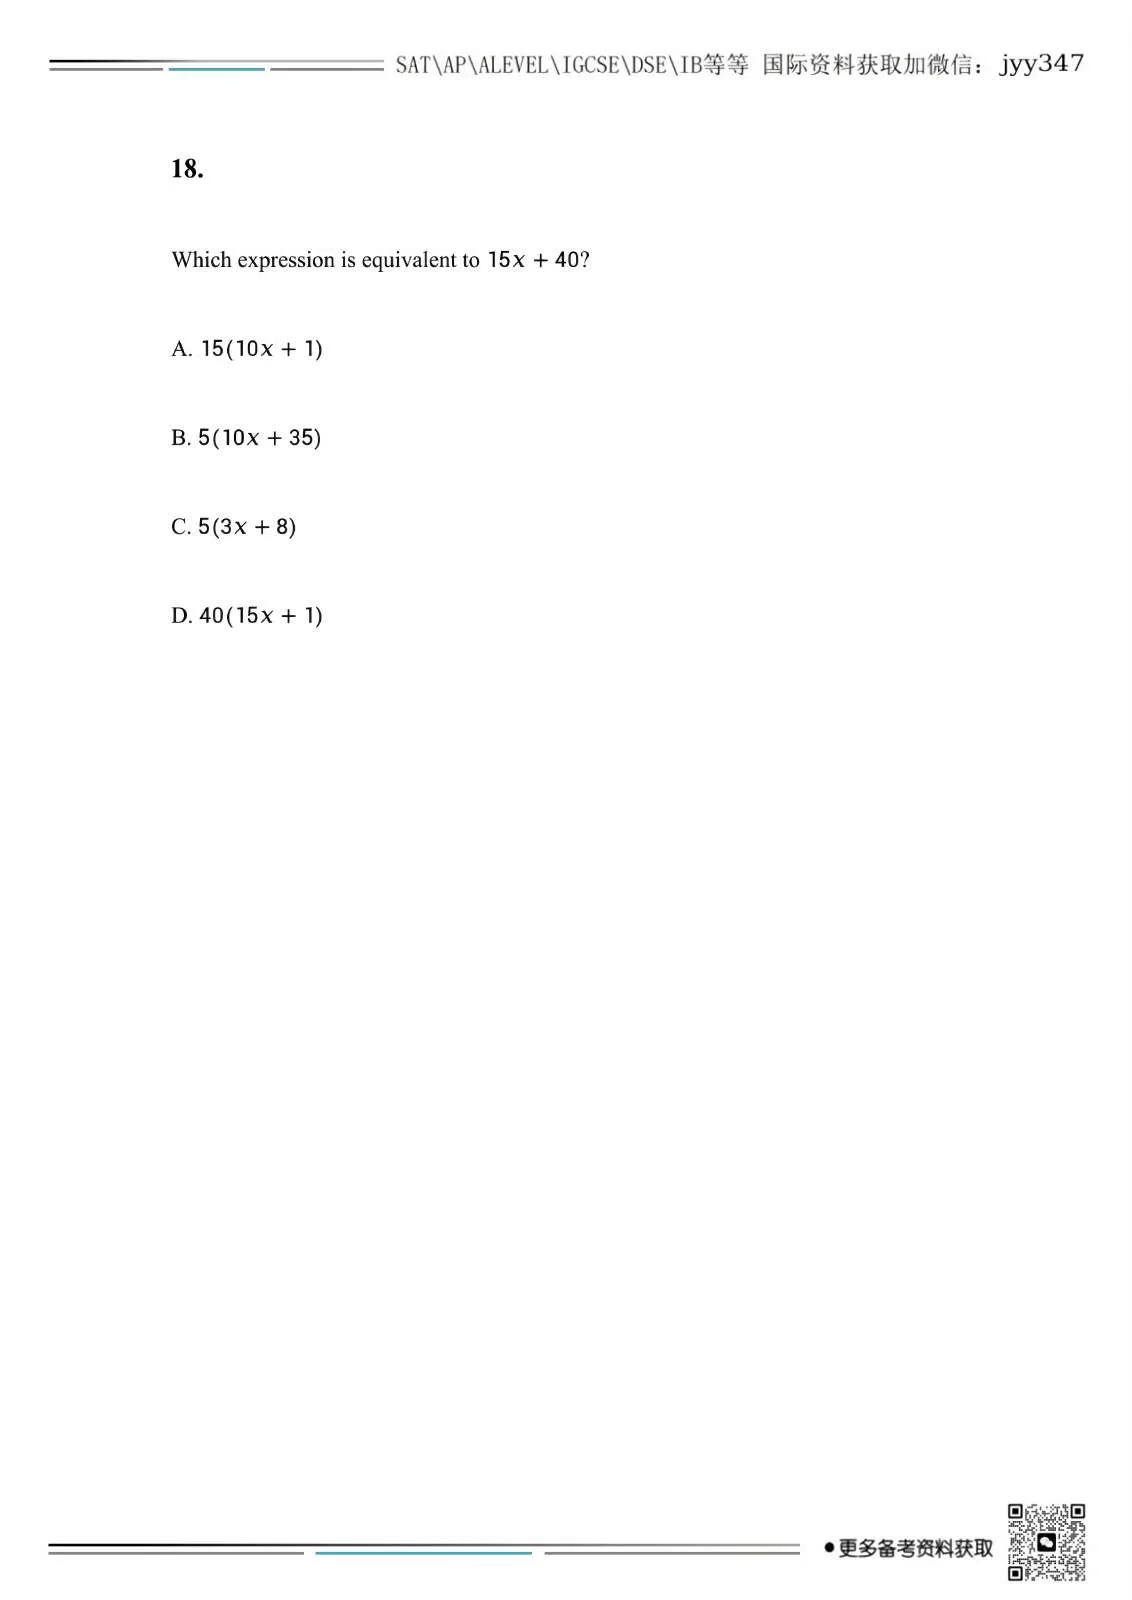 SAT\AP\ALEVEL\IGCSE\DSE\IB等等 国际资料获取加微信：jyy347
18.
Which expression is equivalent to 15x + 40?
A. 15(10x + 1)
B. 5(10x + 35)
C. 5(3x + 8)
D. 40(15x + 1)
●更多备考资料获取